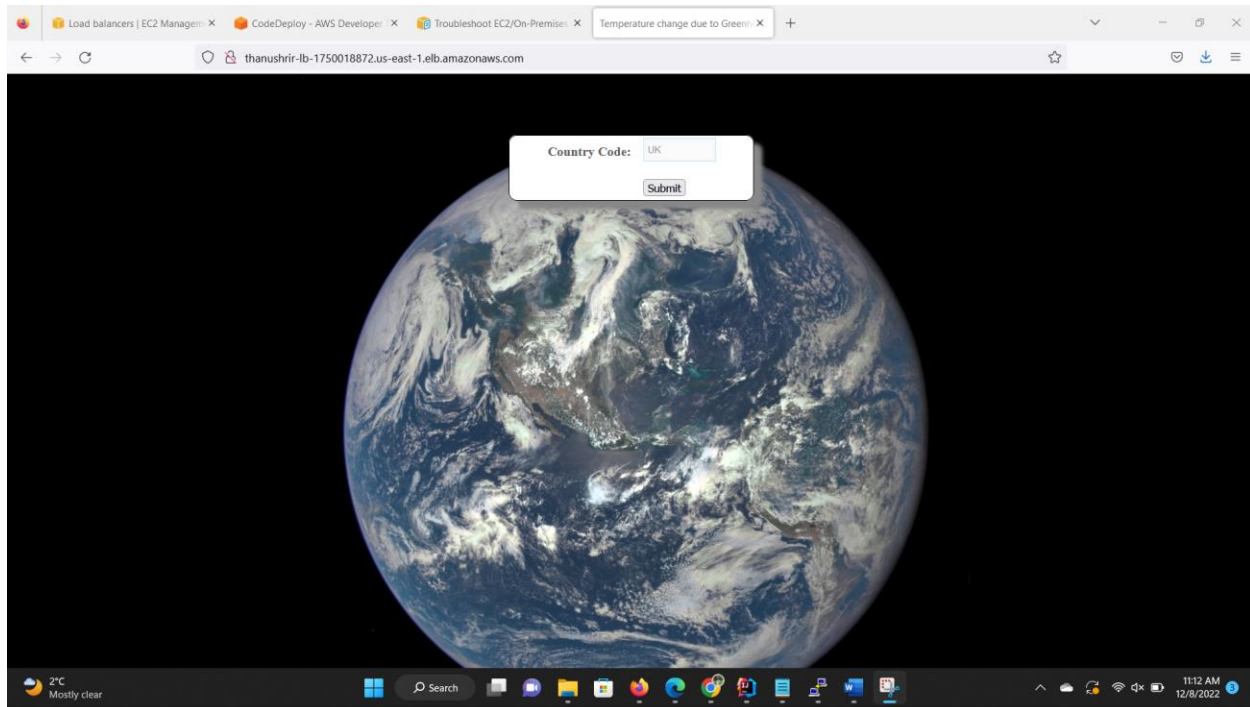 Load balancers | EC2 Managem
CodeDeploy - AWS Developer T
Troubleshoot EC2/On-Premises
Temperature change due to Greenh
thanushrir-lb-1750018872.us-east-1.elb.amazonaws.com
Country Code:
UK
Submit
2°C
Mostly clear
Search
11:12 AM
12/8/2022
3